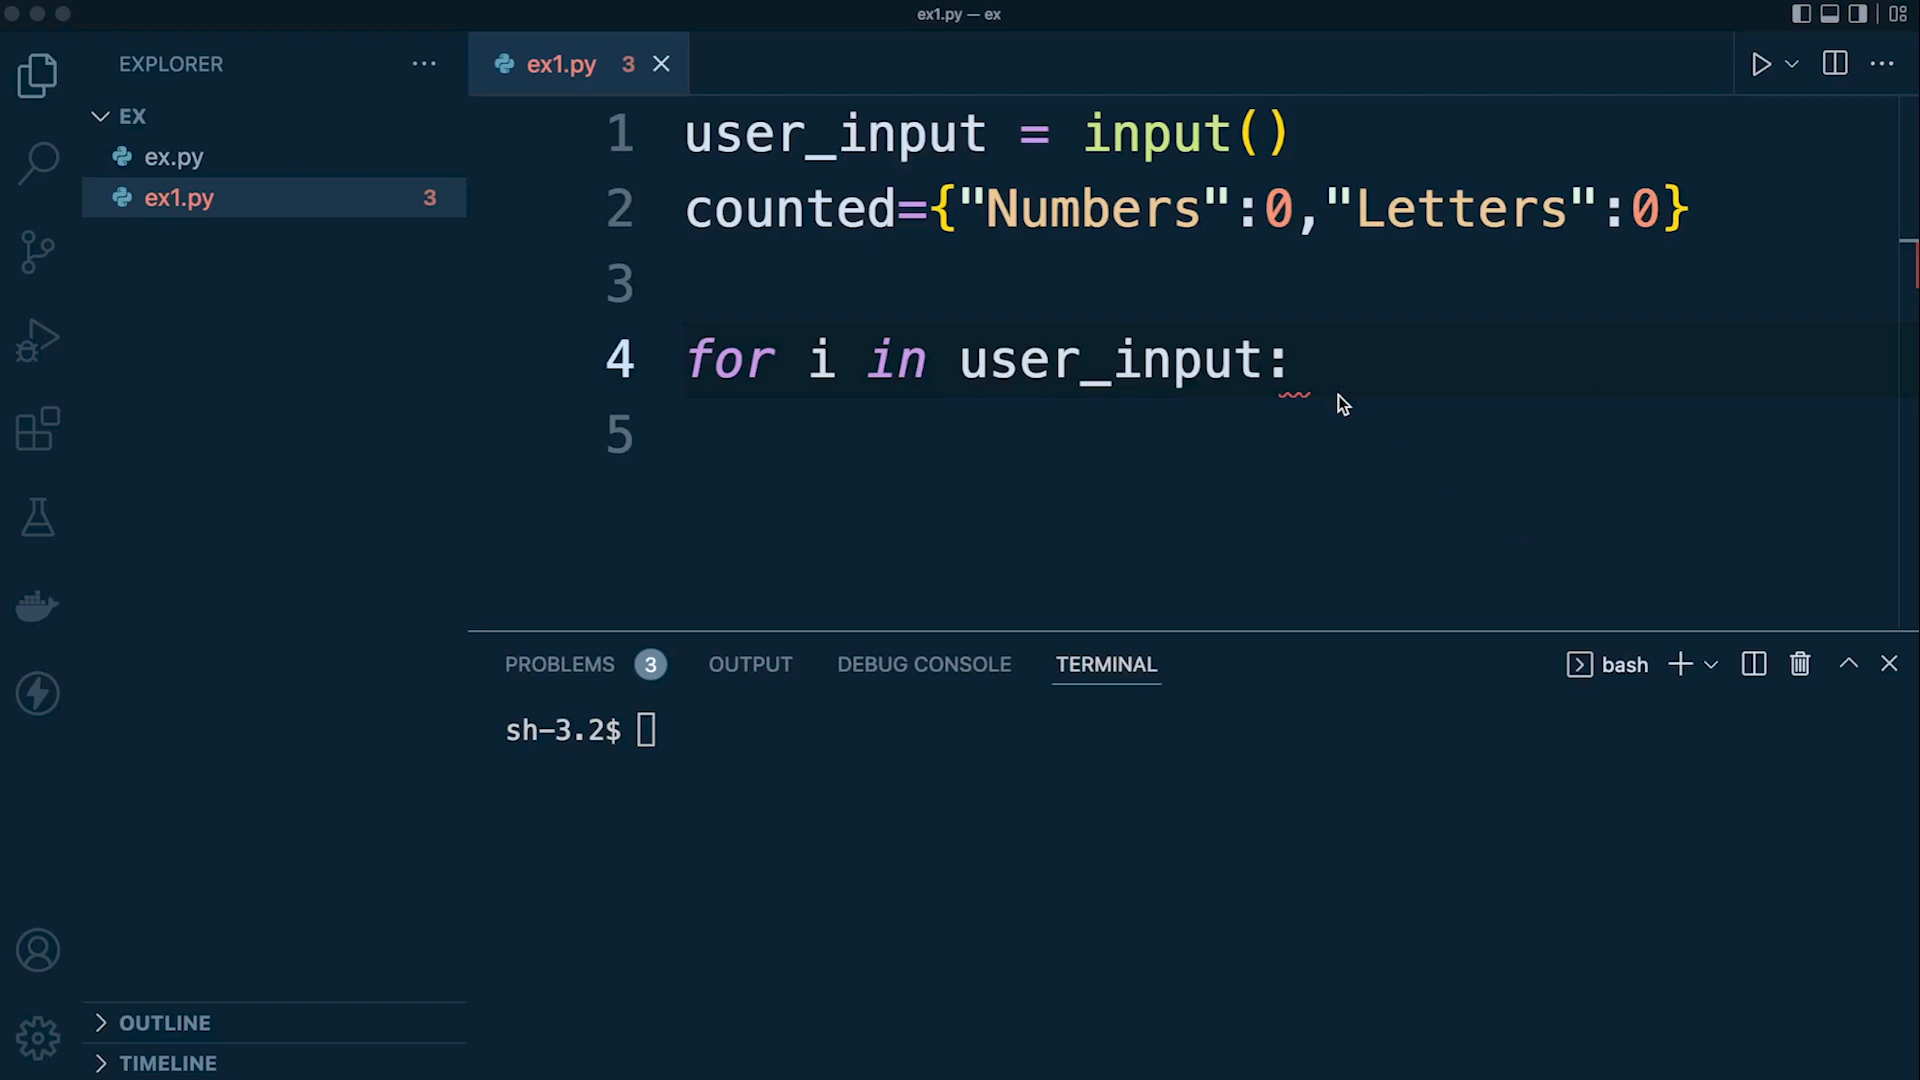 ex1.py — ex
EXPLORER
EX
ex.py
ex1.py 3
OUTLINE
TIMELINE
ex1.py 3
1 user_input = input()
2 counted={"Numbers":0,"Letters":0}
3
4 for i in user_input:
5
PROBLEMS 3 OUTPUT DEBUG CONSOLE TERMINAL bash
sh-3.2$